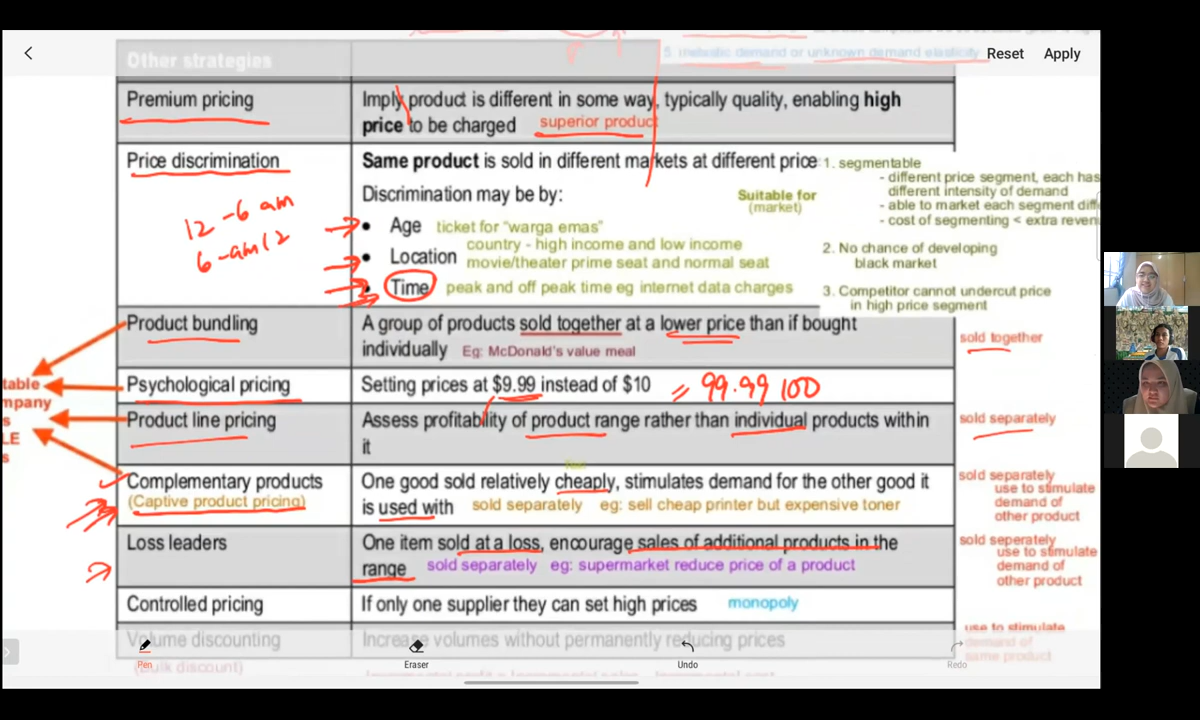 5. Inelastic demand or unknown demand elasticity
Reset
Apply
Other strategies
Premium pricing
Imply product is different in some way, typically quality, enabling high
price to be charged superior product
Price discrimination
Same product is sold in different markets at different price
Discrimination may be by:
Suitable for
(market)
1. segmentable
- different price segment, each has
different intensity of demand
- able to market each segment diff
- cost of segmenting < extra reven
2. No chance of developing
black market
3. Competitor cannot undercut price
in high price segment
12 -6 am
6 -am 12
• Age ticket for "warga emas"
country - high income and low income
• Location movie/theater prime seat and normal seat
• Time peak and off peak time eg internet data charges
Product bundling
A group of products sold together at a lower price than if bought
individually Eg: McDonald's value meal
sold together
table
mpany
s
LE
s
Psychological pricing
Setting prices at $9.99 instead of $10 = 99.99 100
Product line pricing
Assess profitability of product range rather than individual products within
it
sold separately
Complementary products
(Captive product pricing)
One good sold relatively cheaply, stimulates demand for the other good it
is used with sold separately eg: sell cheap printer but expensive toner
sold separately
use to stimulate
demand of
other product
Loss leaders
One item sold at a loss, encourage sales of additional products in the
range sold separately eg: supermarket reduce price of a product
sold seperately
use to stimulate
demand of
other product
Controlled pricing
If only one supplier they can set high prices monopoly
Volume discounting
(bulk discount)
Increase volumes without permanently reducing prices
use to stimulate
demand of
same product
Pen
Eraser
Undo
Redo